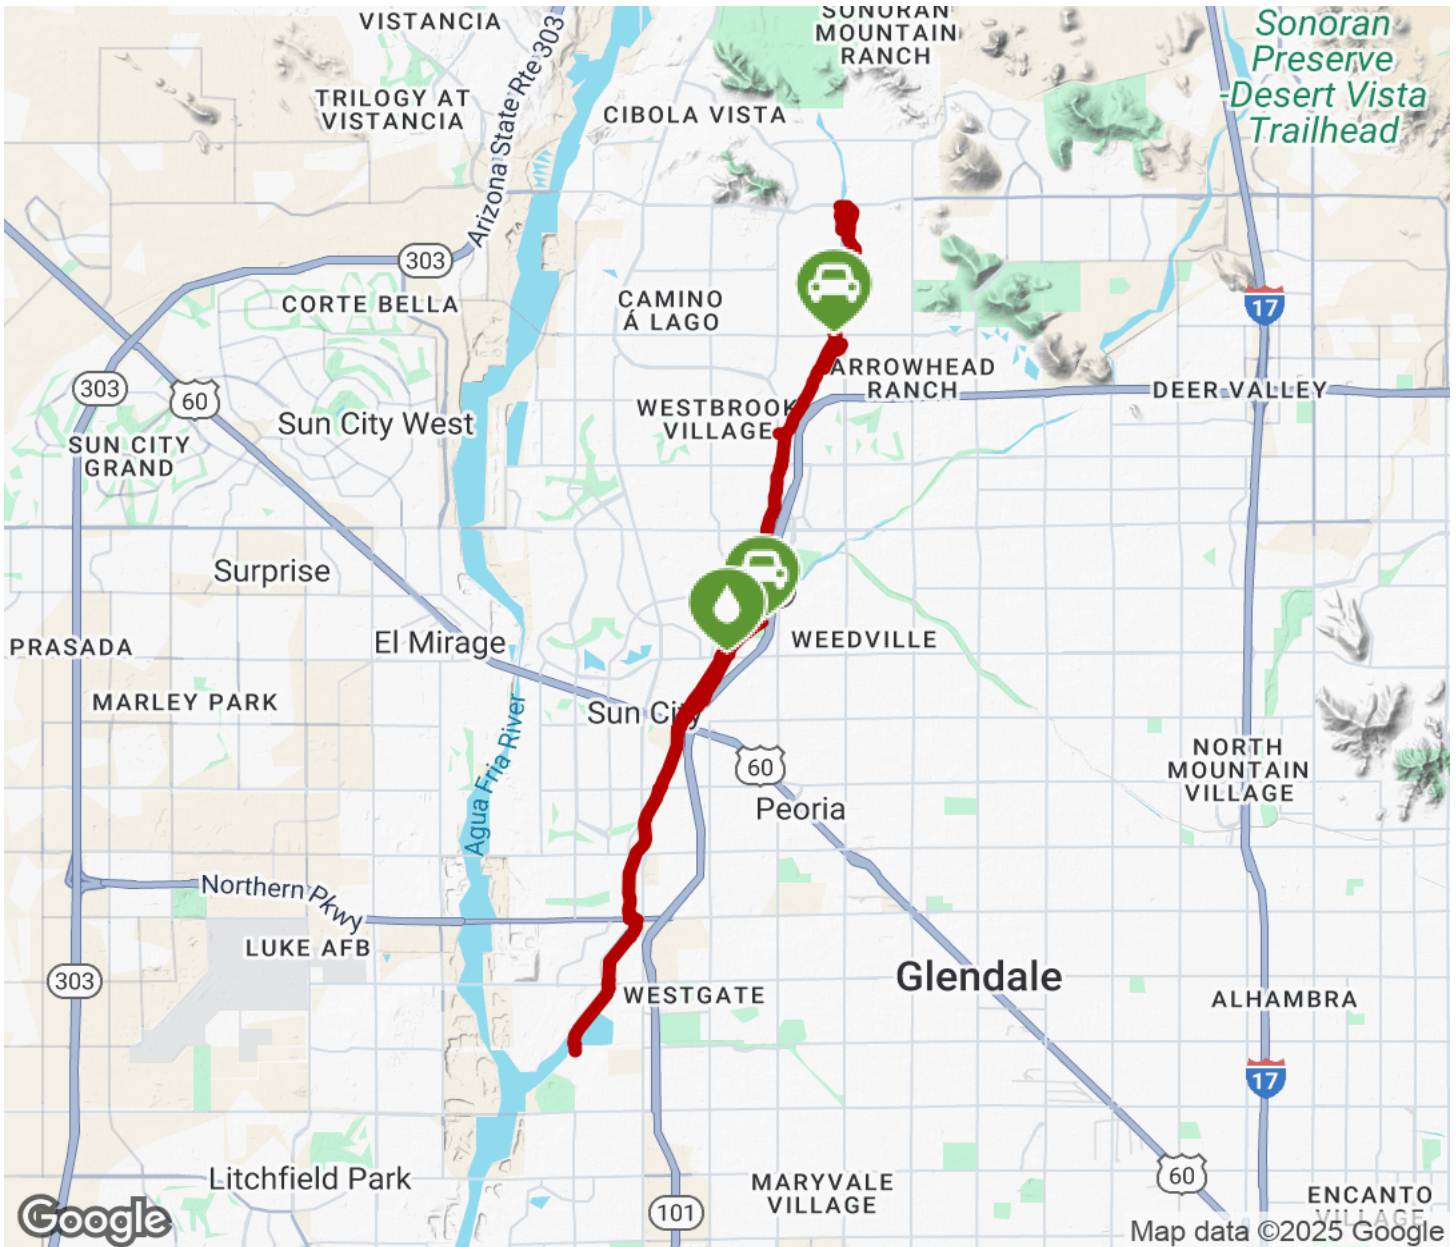 VISTANCIA
SONORAN
MOUNTAIN
RANCH
Sonoran
Preserve
-Desert Vista
Trailhead
Arizona State Rte 303
TRILOGY AT
VISTANCIA
CIBOLA VISTA
303
CORTE BELLA
CAMINO
Á LAGO
17
303
60
ARROWHEAD
RANCH
DEER VALLEY
WESTBROOK
VILLAGE
Sun City West
SUN CITY
GRAND
Surprise
PRASADA
El Mirage
WEEDVILLE
MARLEY PARK
Sun City
Agua Fria River
60
NORTH
MOUNTAIN
VILLAGE
Peoria
Northern Pkwy
LUKE AFB
303
WESTGATE
Glendale
ALHAMBRA
17
Litchfield Park
MARYVALE
VILLAGE
60
101
ENCANTO
VILLAGE
Google
Map data ©2025 Google